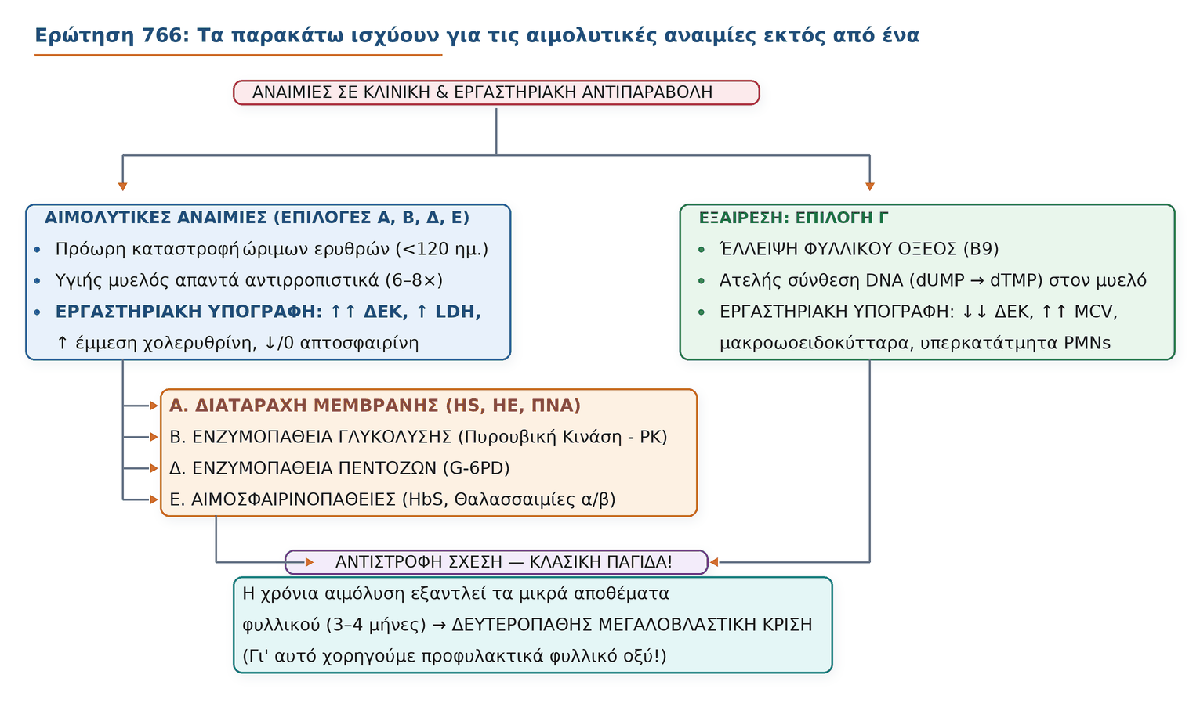 Ερώτηση 766: Τα παρακάτω ισχύουν για τις αιμολυτικές αναιμίες εκτός από ένα
ΑΝΑΙΜΙΕΣ ΣΕ ΚΛΙΝΙΚΗ & ΕΡΓΑΣΤΗΡΙΑΚΗ ΑΝΤΙΠΑΡΑΒΟΛΗ
ΑΙΜΟΛΥΤΙΚΕΣ ΑΝΑΙΜΙΕΣ (ΕΠΙΛΟΓΕΣ Α, Β, Δ, Ε)
• Πρόωρη καταστροφή ώριμων ερυθρών (<120 ημ.)
• Υγιής μυελός απαντά αντιρροπιστικά (6–8×)
• ΕΡΓΑΣΤΗΡΙΑΚΗ ΥΠΟΓΡΑΦΗ: ↑↑ ΔΕΚ, ↑ LDH,
↑ έμμεση χολερυθρίνη, ↓/0 απτοσφαιρίνη
ΕΞΑΙΡΕΣΗ: ΕΠΙΛΟΓΗ Γ
• ΈΛΛΕΙΨΗ ΦΥΛΛΙΚΟΥ ΟΞΕΟΣ (Β9)
• Ατελής σύνθεση DNA (dUMP → dTMP) στον μυελό
• ΕΡΓΑΣΤΗΡΙΑΚΗ ΥΠΟΓΡΑΦΗ: ↓↓ ΔΕΚ, ↑↑ MCV,
μακροωοειδοκύτταρα, υπερκατάτμητα PMNs
Α. ΔΙΑΤΑΡΑΧΗ ΜΕΜΒΡΑΝΗΣ (HS, HE, ΠΝΑ)
Β. ΕΝΖΥΜΟΠΑΘΕΙΑ ΓΛΥΚΟΛΥΣΗΣ (Πυρουβική Κινάση - PK)
Δ. ΕΝΖΥΜΟΠΑΘΕΙΑ ΠΕΝΤΟΖΩΝ (G-6PD)
Ε. ΑΙΜΟΣΦΑΙΡΙΝΟΠΑΘΕΙΕΣ (HbS, Θαλασσαιμίες α/β)
ΑΝΤΙΣΤΡΟΦΗ ΣΧΕΣΗ — ΚΛΑΣΙΚΗ ΠΑΓΙΔΑ!
Η χρόνια αιμόλυση εξαντλεί τα μικρά αποθέματα
φυλλικού (3–4 μήνες) → ΔΕΥΤΕΡΟΠΑΘΗΣ ΜΕΓΑΛΟΒΛΑΣΤΙΚΗ ΚΡΙΣΗ
(Γι' αυτό χορηγούμε προφυλακτικά φυλλικό οξύ!)